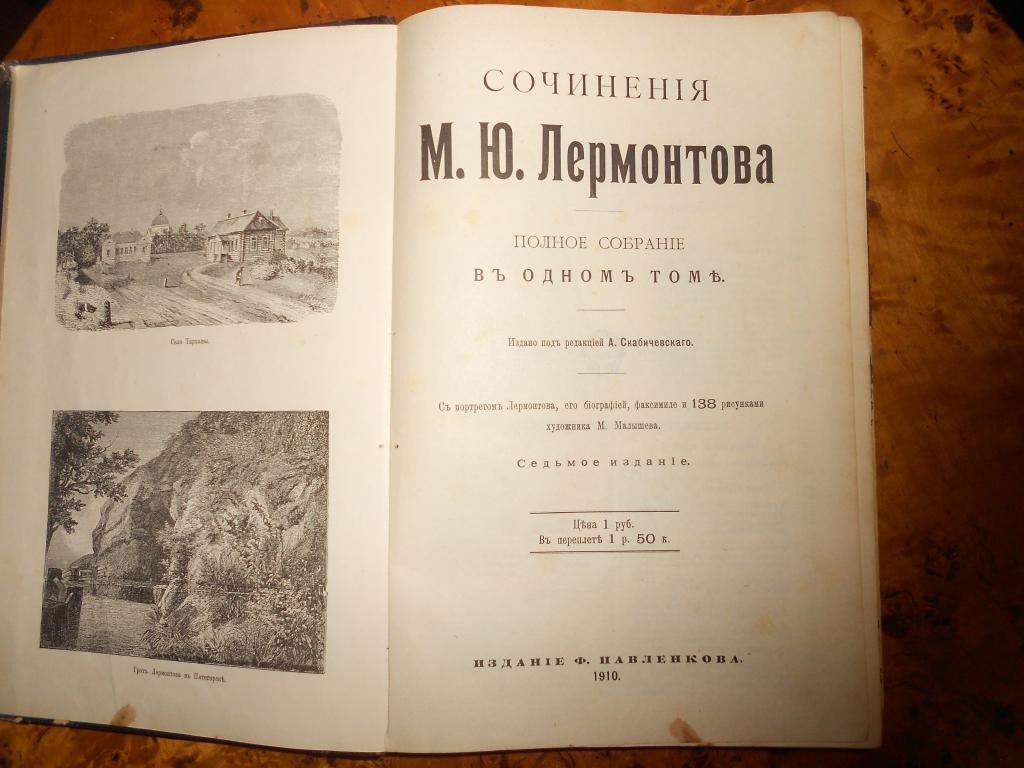 Село Тарханы.
Гротъ Лермонтова въ Пятигорскѣ.
СОЧИНЕНІЯ
М. Ю. Лермонтова
ПОЛНОЕ СОБРАНІЕ
ВЪ ОДНОМЪ ТОМѢ.
Издано подъ редакціей А. Скабичевскаго.
Съ портретомъ Лермонтова, его біографіей, факсимиле и 138 рисунками
художника М. Малышева.
Седьмое изданіе.
Цѣна 1 руб.
Въ переплетѣ 1 р. 50 к.
ИЗДАНІЕ Ф. ПАВЛЕНКОВА.
1910.